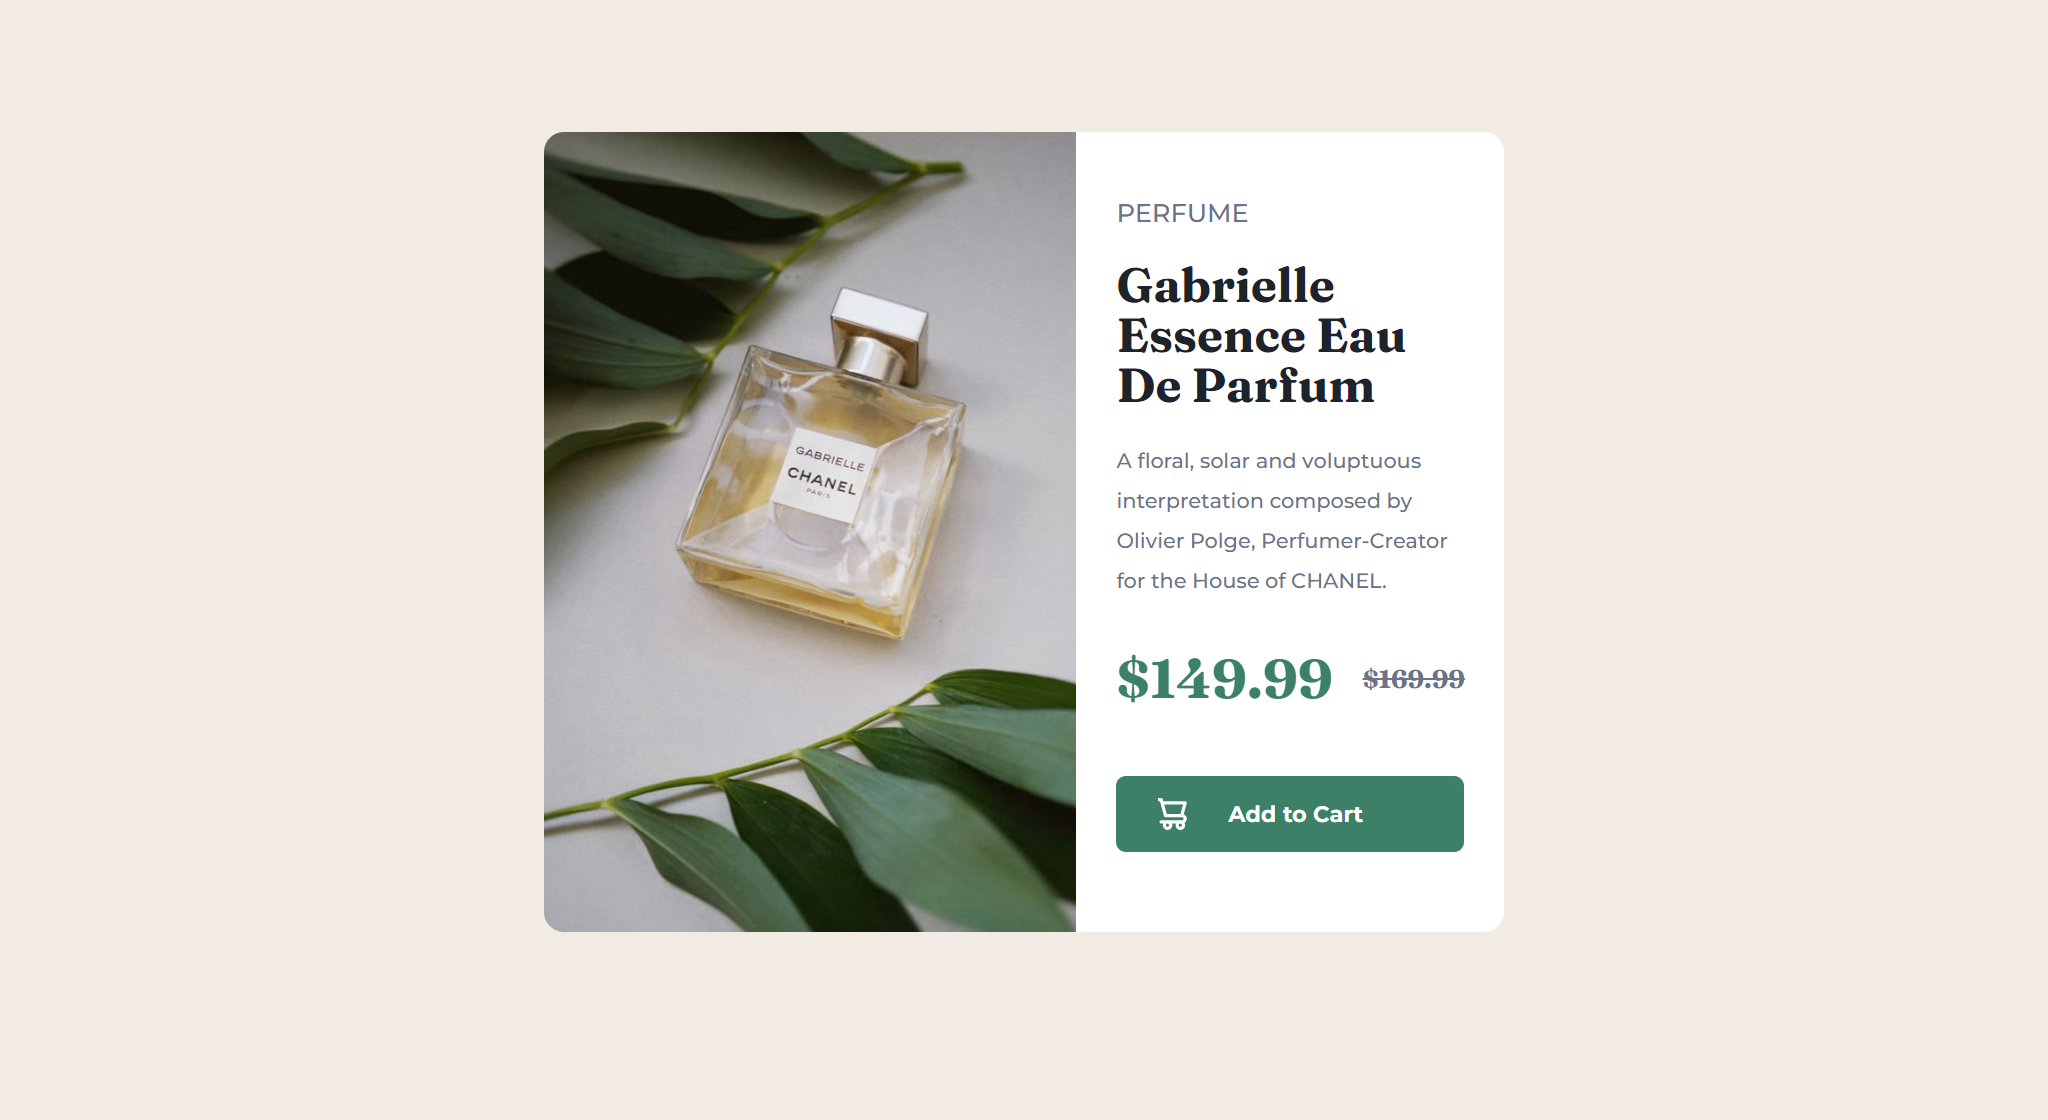 GABRIELLE
CHANEL
PARIS
PERFUME
Gabrielle
Essence Eau
De Parfum
A floral, solar and voluptuous
interpretation composed by
Olivier Polge, Perfumer-Creator
for the House of CHANEL.
$149.99 $169.99
Add to Cart